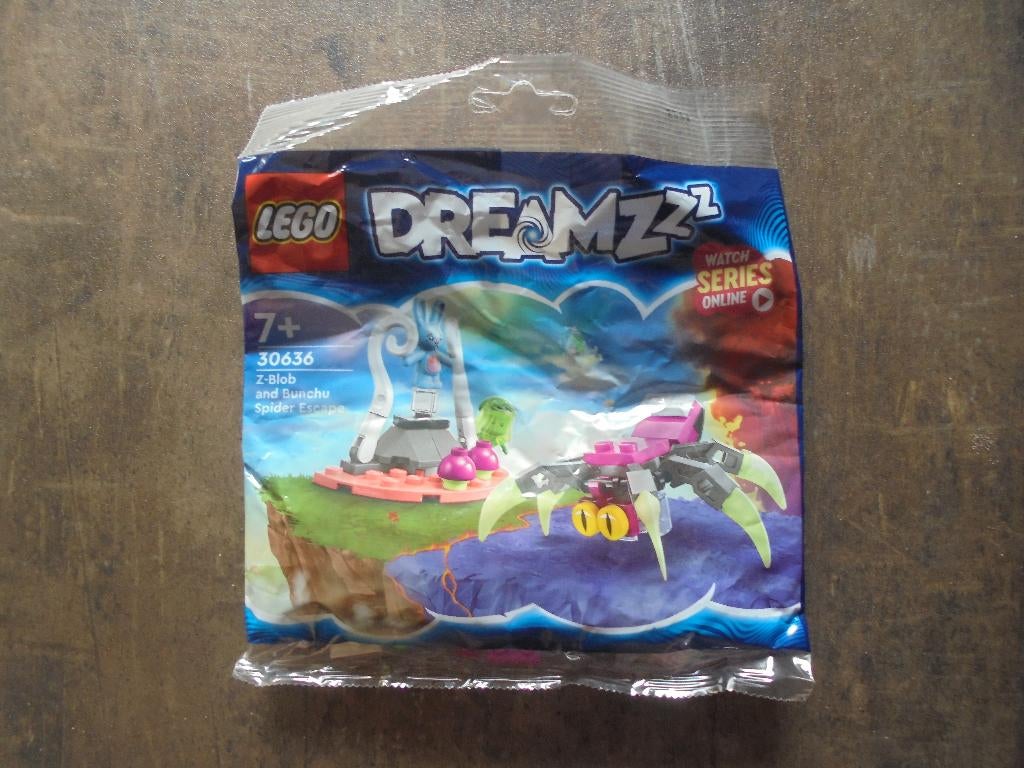 LEGO
DREAMZzz
WATCH
SERIES
ONLINE
7+
30636
Z-Blob
and Bunchu
Spider Escape